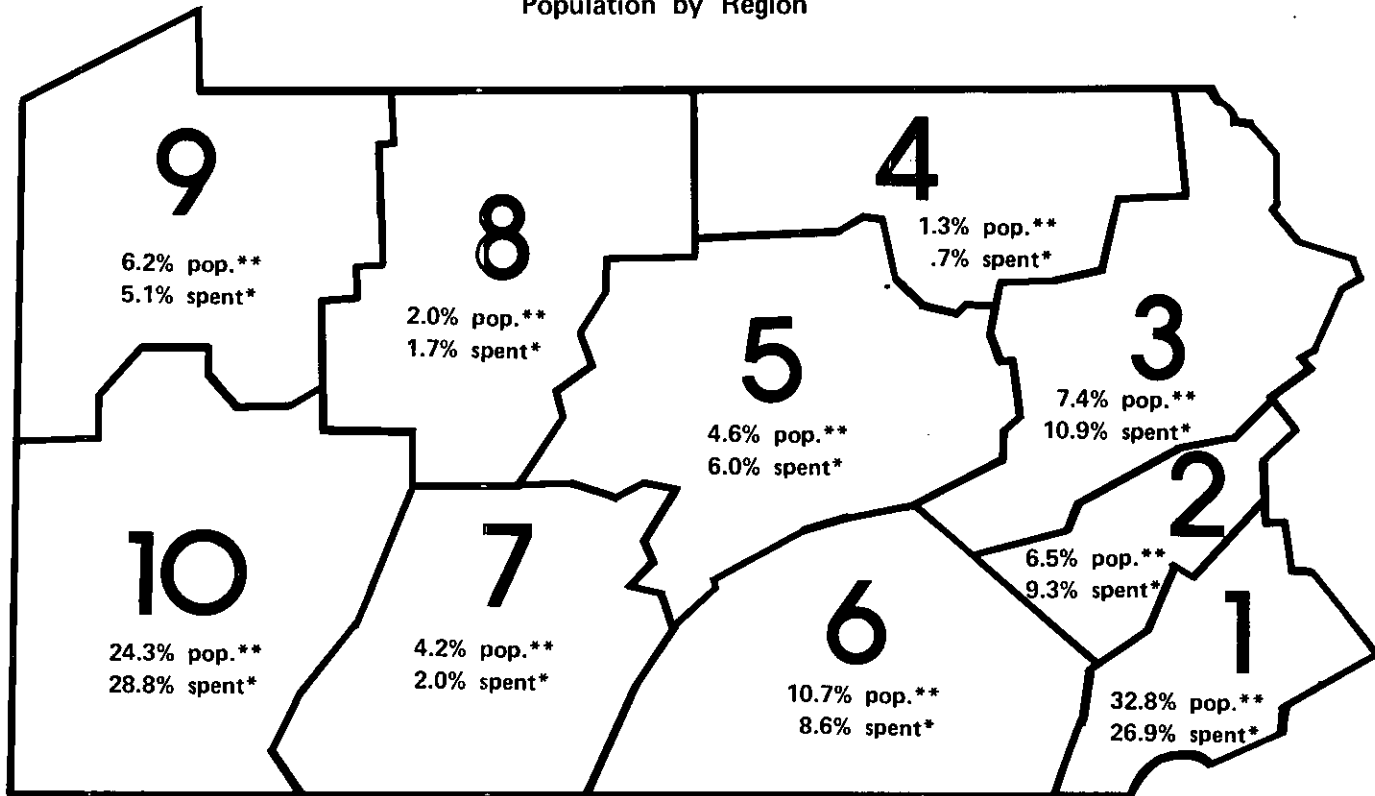 Population by Region
9
6.2% pop.**
5.1% spent*
8
2.0% pop.**
1.7% spent*
4
1.3% pop.**
.7% spent*
5
4.6% pop.**
6.0% spent*
3
7.4% pop.**
10.9% spent*
2
6.5% pop.**
9.3% spent*
10
24.3% pop.**
28.8% spent*
7
4.2% pop.**
2.0% spent*
6
10.7% pop.**
8.6% spent*
1
32.8% pop.**
26.9% spent*